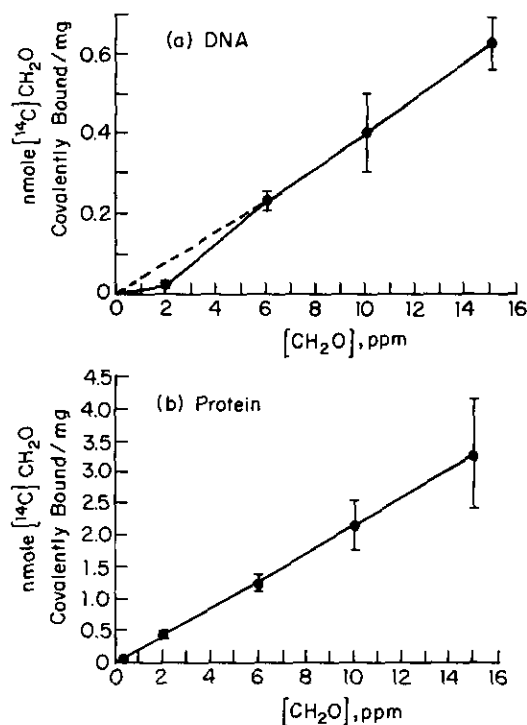 (a) DNA
nmole [¹⁴C] CH₂O
Covalently Bound/mg
0.6
0.4
0.2
0
0 2 4 6 8 10 12 14 16
[CH₂O], ppm
(b) Protein
nmole [¹⁴C] CH₂O
Covalently Bound/mg
4.5
4.0
3.5
3.0
2.5
2.0
1.5
1.0
0.5
0
0 2 4 6 8 10 12 14 16
[CH₂O], ppm